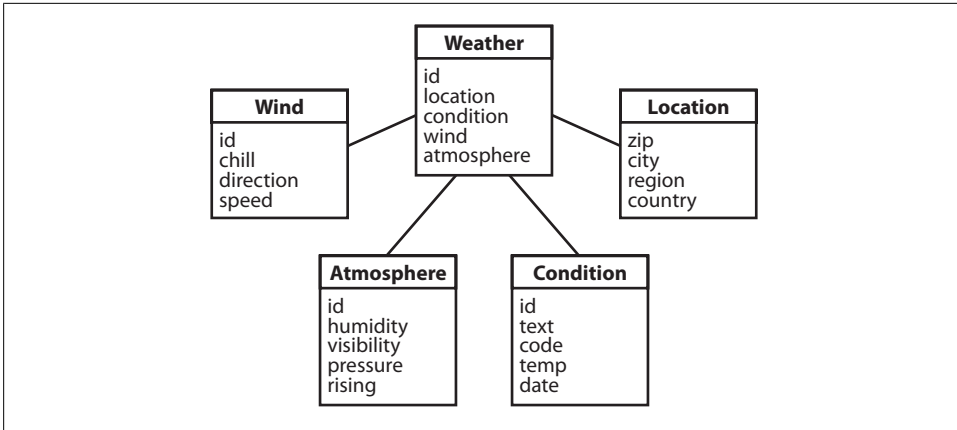 Weather
id
location
condition
wind
atmosphere
Wind
id
chill
direction
speed
Location
zip
city
region
country
Atmosphere
id
humidity
visibility
pressure
rising
Condition
id
text
code
temp
date